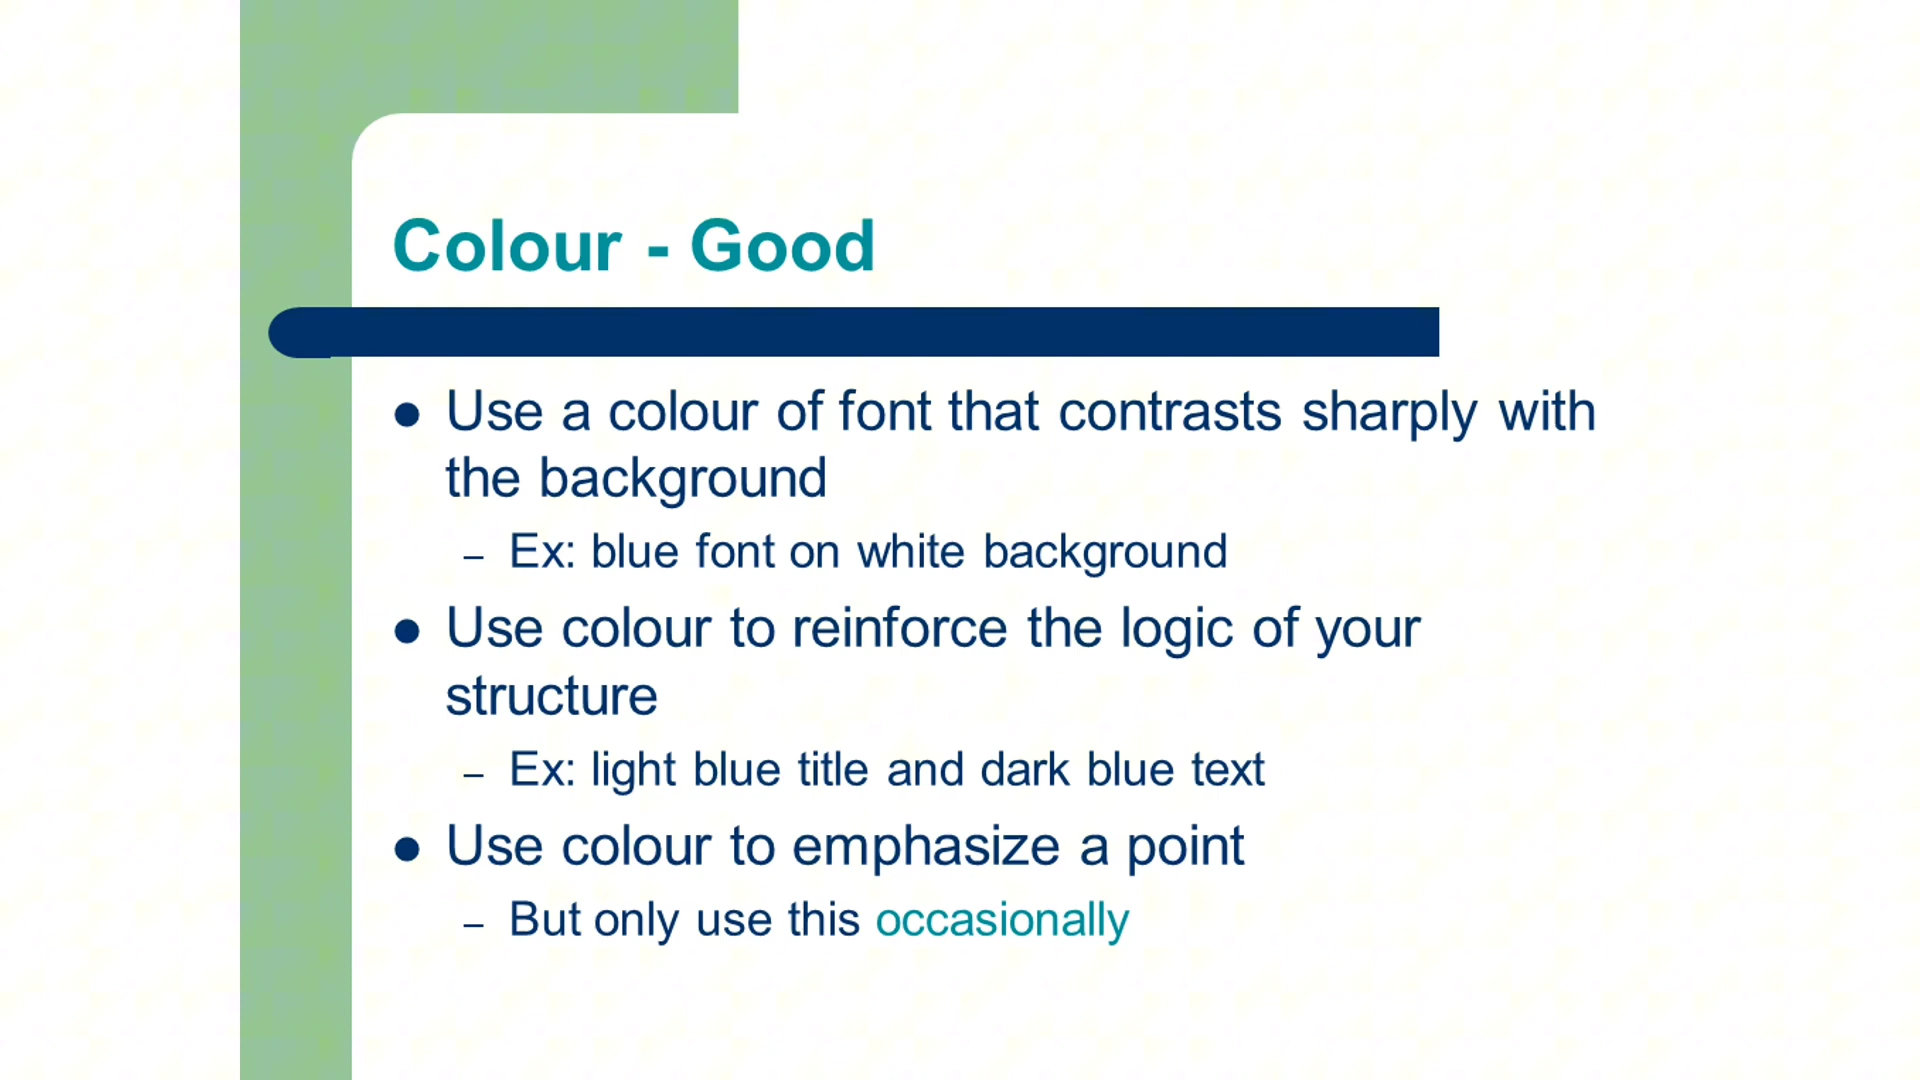 Colour - Good
● Use a colour of font that contrasts sharply with
the background
– Ex: blue font on white background
● Use colour to reinforce the logic of your
structure
– Ex: light blue title and dark blue text
● Use colour to emphasize a point
– But only use this occasionally